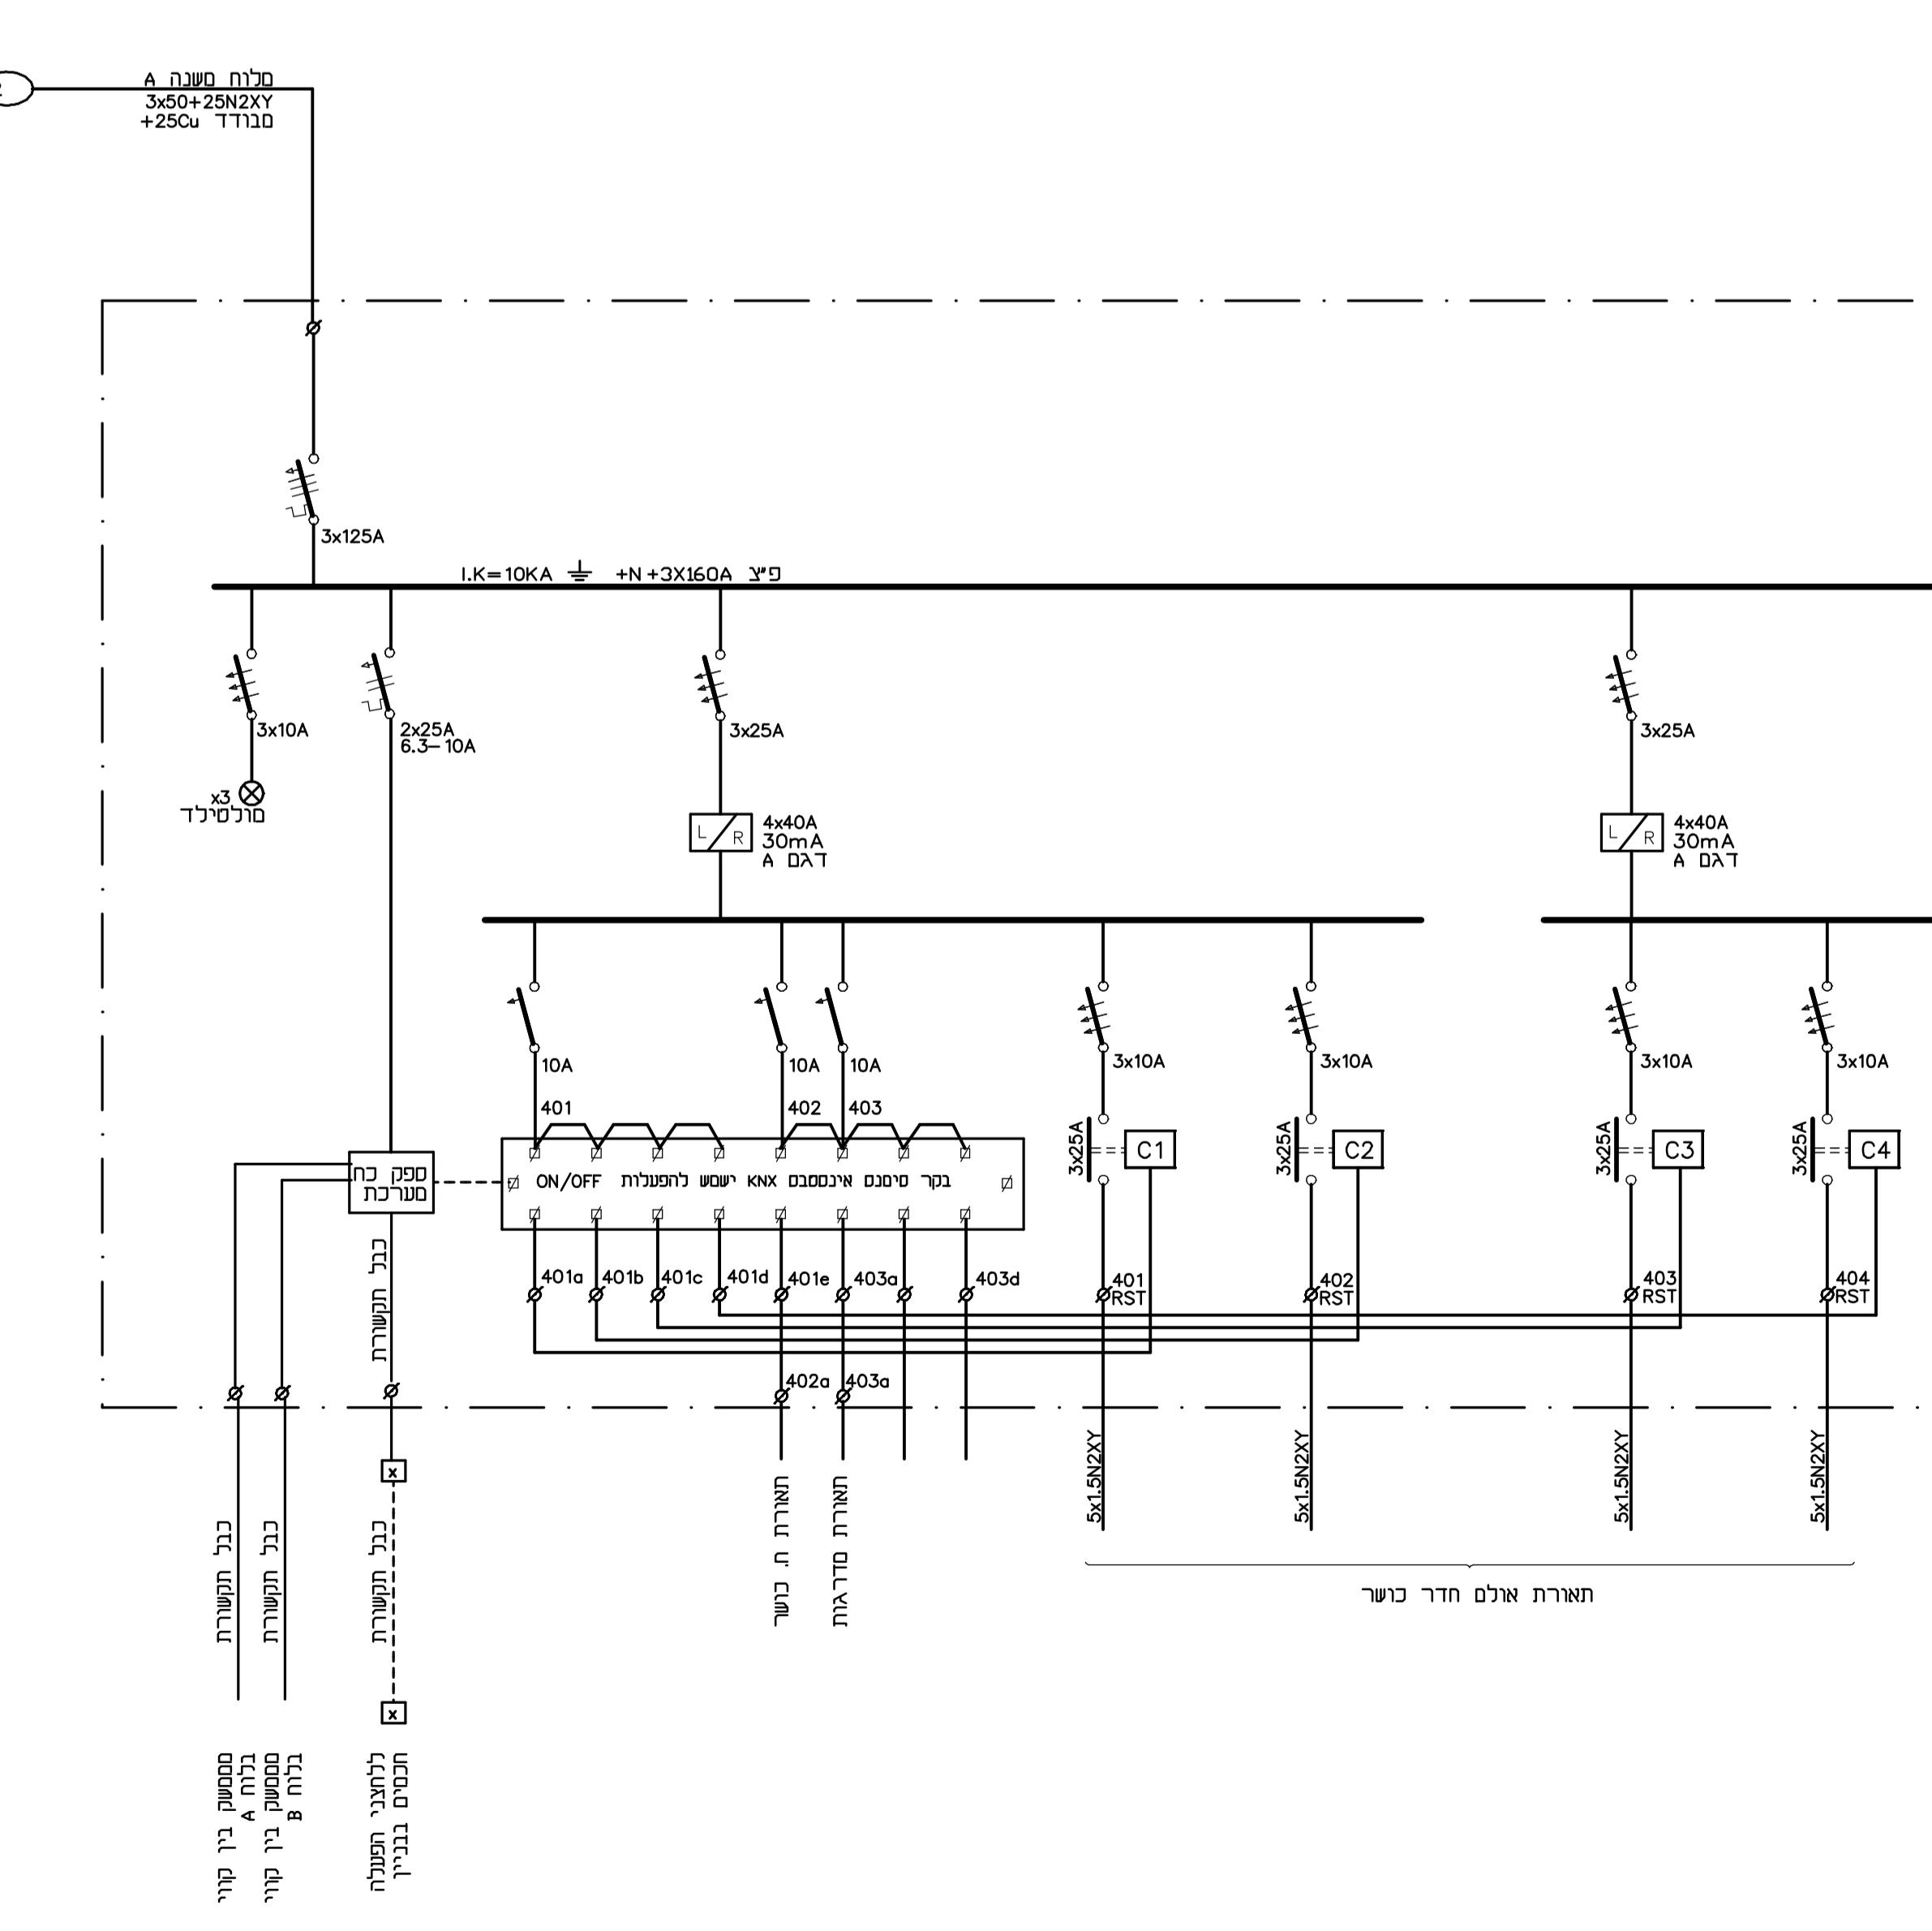 מלוח משנה A
3x50+25N2XY
+25Cu מבודד
3x125A
I.K=10KA +N +3X160A פ"צ
3x10A
x3
מולטילד
2x25A
6.3-10A
3x25A
3x25A
L R
4x40A
30mA
דגם A
L R
4x40A
30mA
דגם A
10A
10A
10A
3x10A
3x10A
3x10A
3x10A
401
402
403
3x25A
C1
3x25A
C2
3x25A
C3
3x25A
C4
ספק כח
מערכת
בקר סימנס אינסטבס KNX ישמש להפעלות ON/OFF
כבל תקשורת
401a
401b
401c
401d
401e
403a
403d
401
RST
402
RST
403
RST
404
RST
402a
403a
x
כבל תקשורת
כבל תקשורת
כבל תקשורת
תאורת ח. כושר
תאורת מדרגות
5x1.5N2XY
5x1.5N2XY
5x1.5N2XY
5x1.5N2XY
תאורת אולם חדר כושר
x
ממשק בין קווי
בלוח A
ממשק בין קווי
בלוח B
ללחצני הפעלה
חכמים בבניין